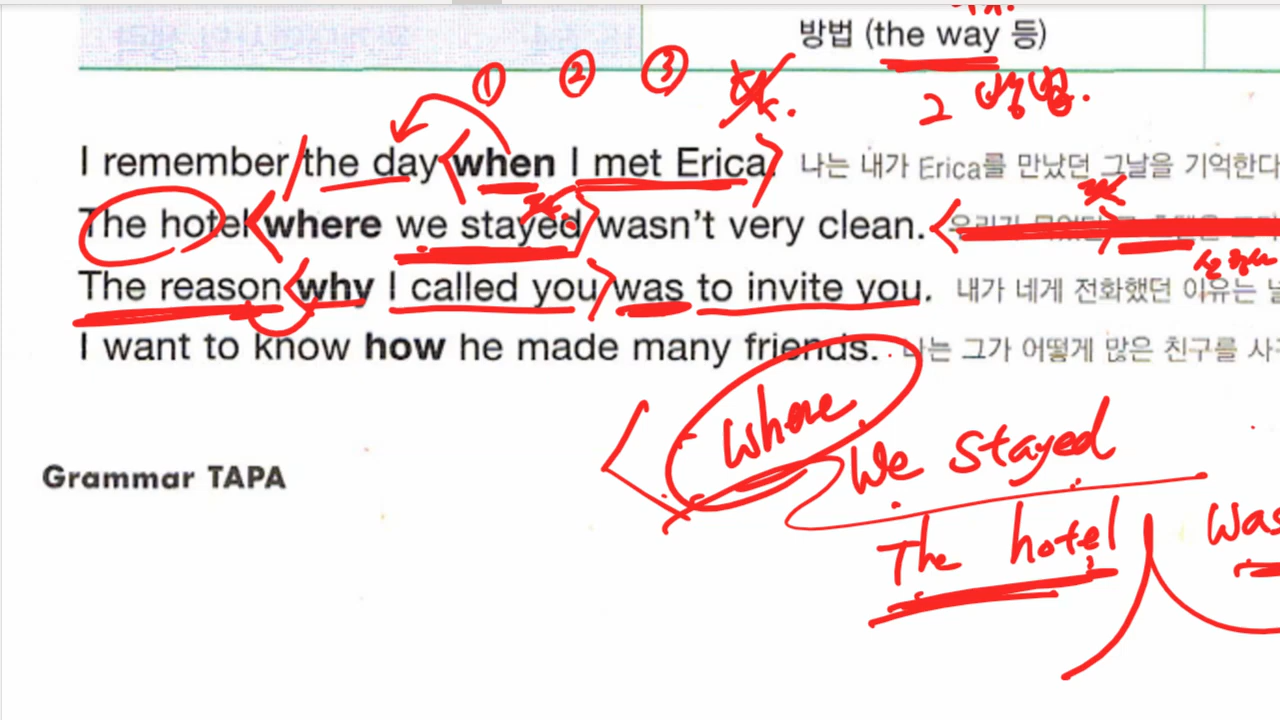 방법 (the way 등)
① ② ③
2 방법.
I remember the day when I met Erica. 나는 내가 Erica를 만났던 그날을 기억한다
The hotel where we stayed wasn't very clean.
The reason why I called you was to invite you. 내가 네게 전화했던 이유는 널
I want to know how he made many friends. 나는 그가 어떻게 많은 친구를 사귀
where we stayed
Grammar TAPA
The hotel was